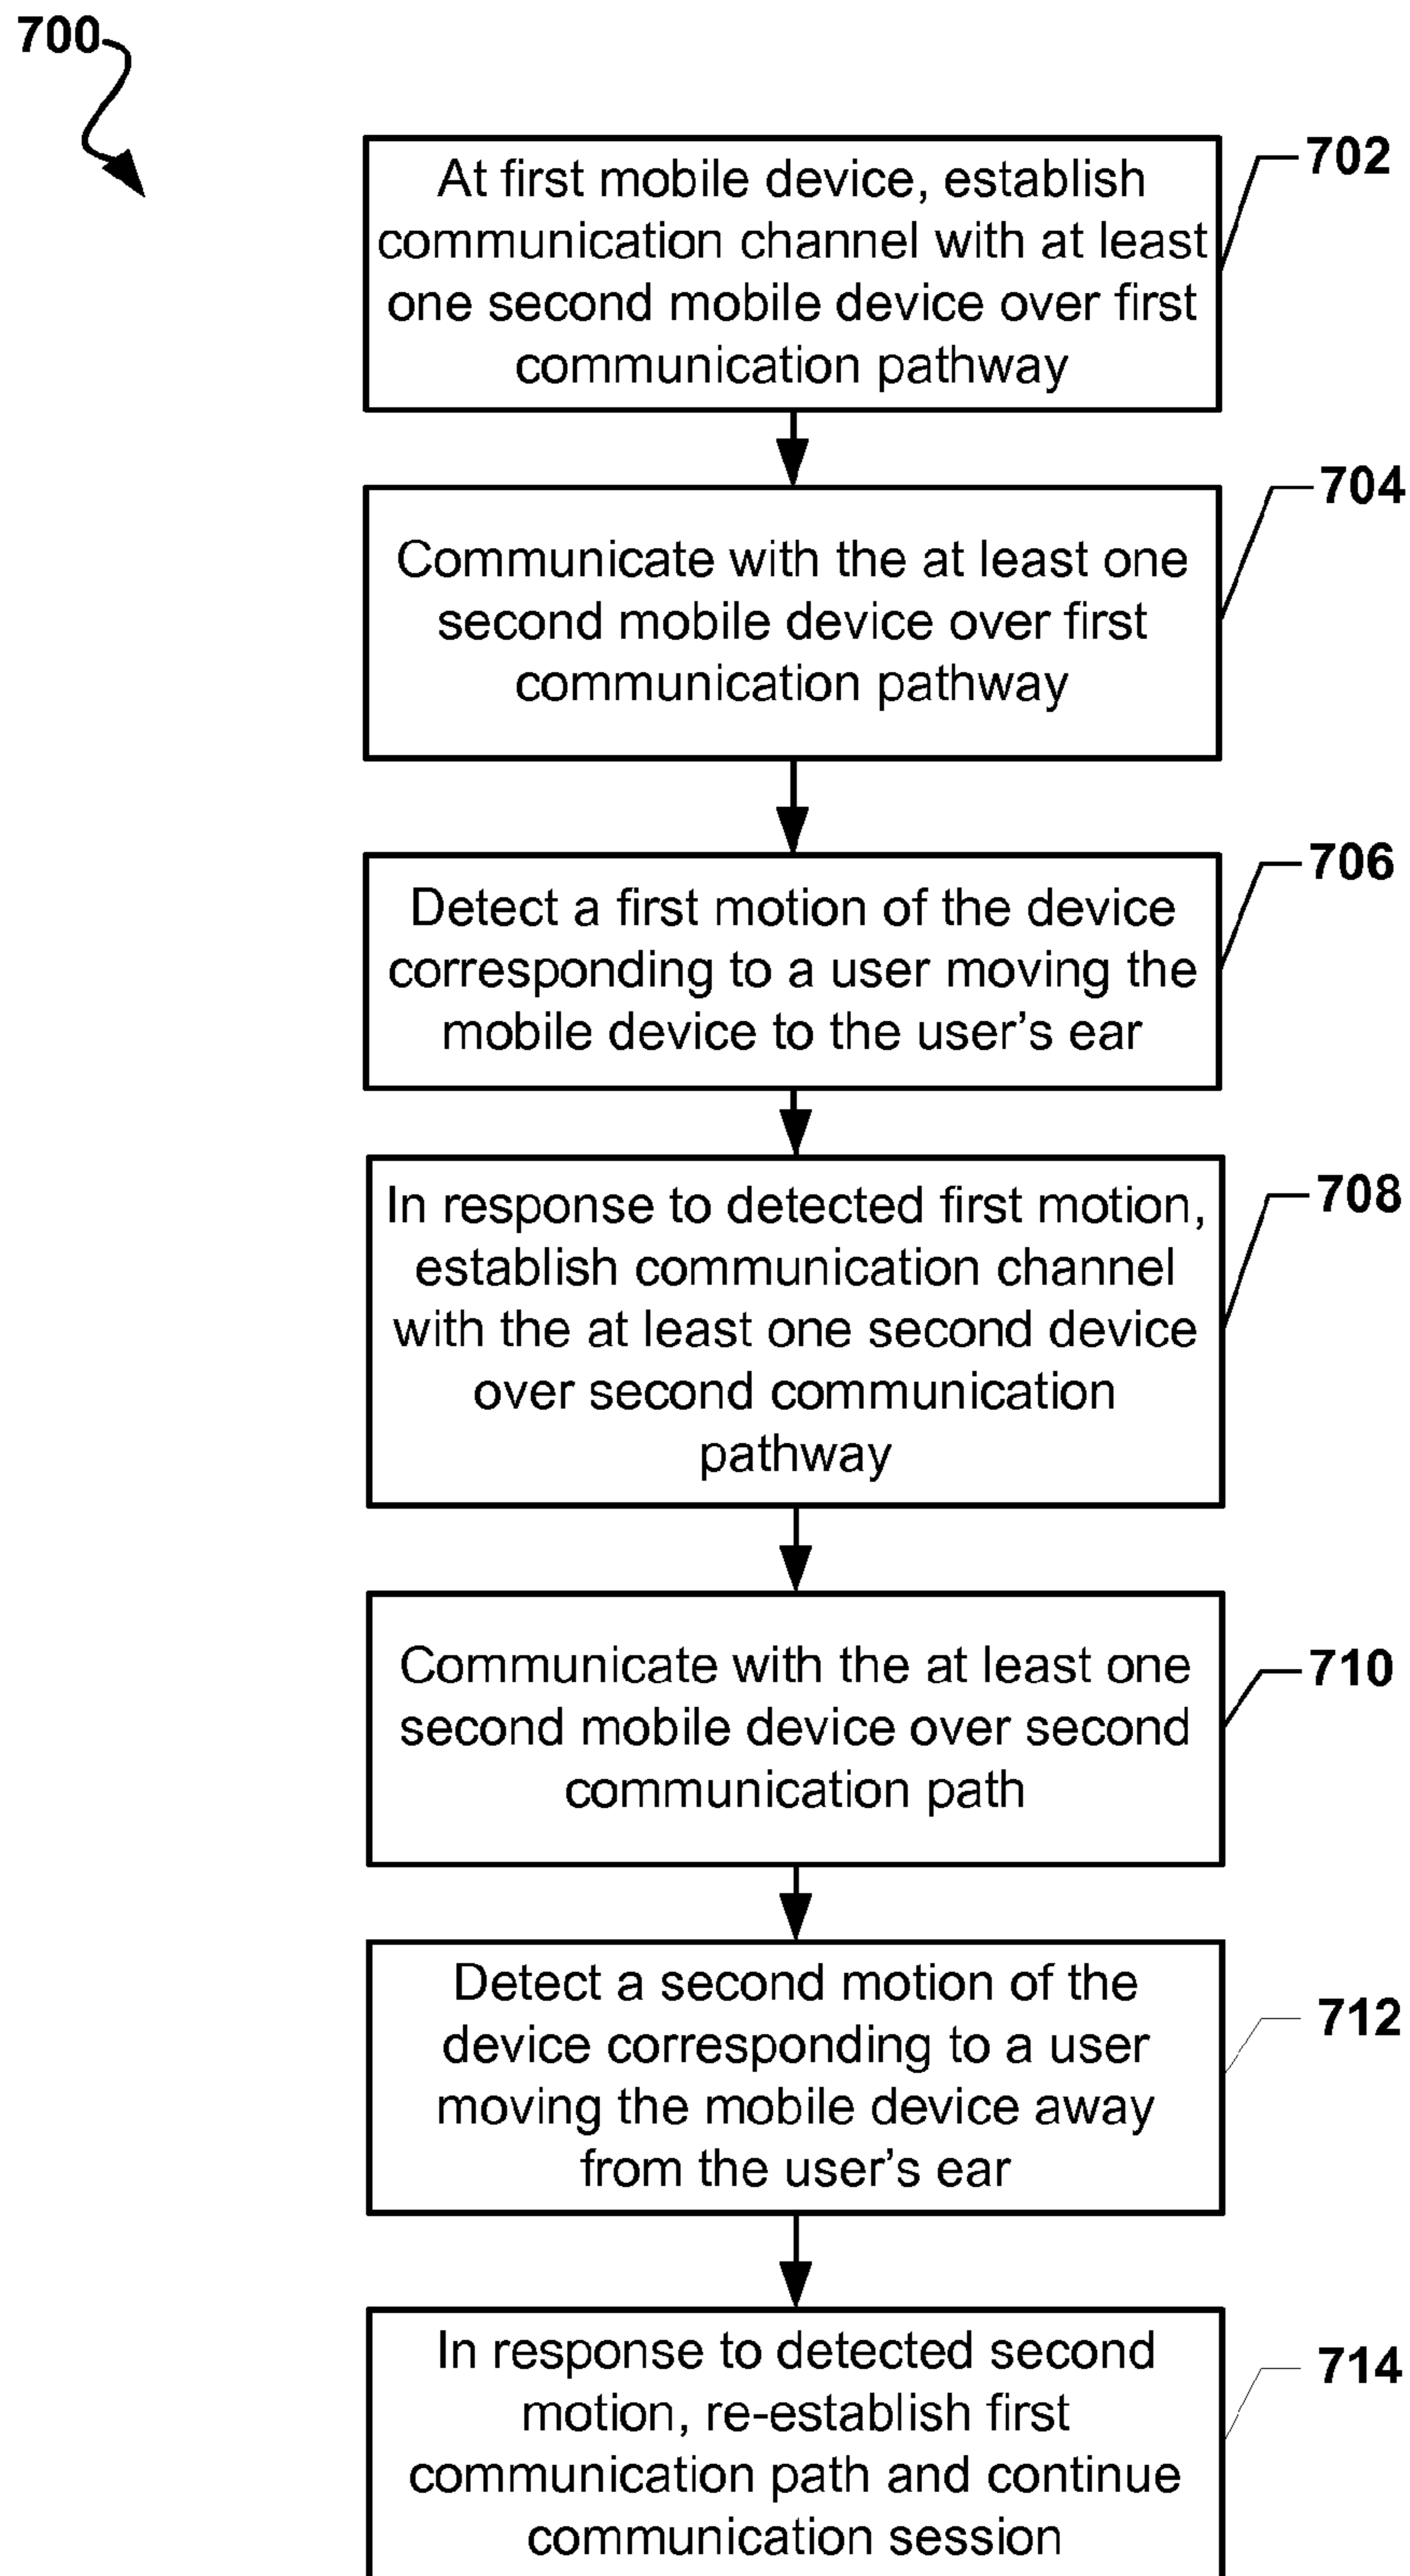 700
702
At first mobile device, establish
communication channel with at least
one second mobile device over first
communication pathway
704
Communicate with the at least one
second mobile device over first
communication pathway
706
Detect a first motion of the device
corresponding to a user moving the
mobile device to the user’s ear
708
In response to detected first motion,
establish communication channel
with the at least one second device
over second communication
pathway
710
Communicate with the at least one
second mobile device over second
communication path
712
Detect a second motion of the
device corresponding to a user
moving the mobile device away
from the user’s ear
714
In response to detected second
motion, re-establish first
communication path and continue
communication session